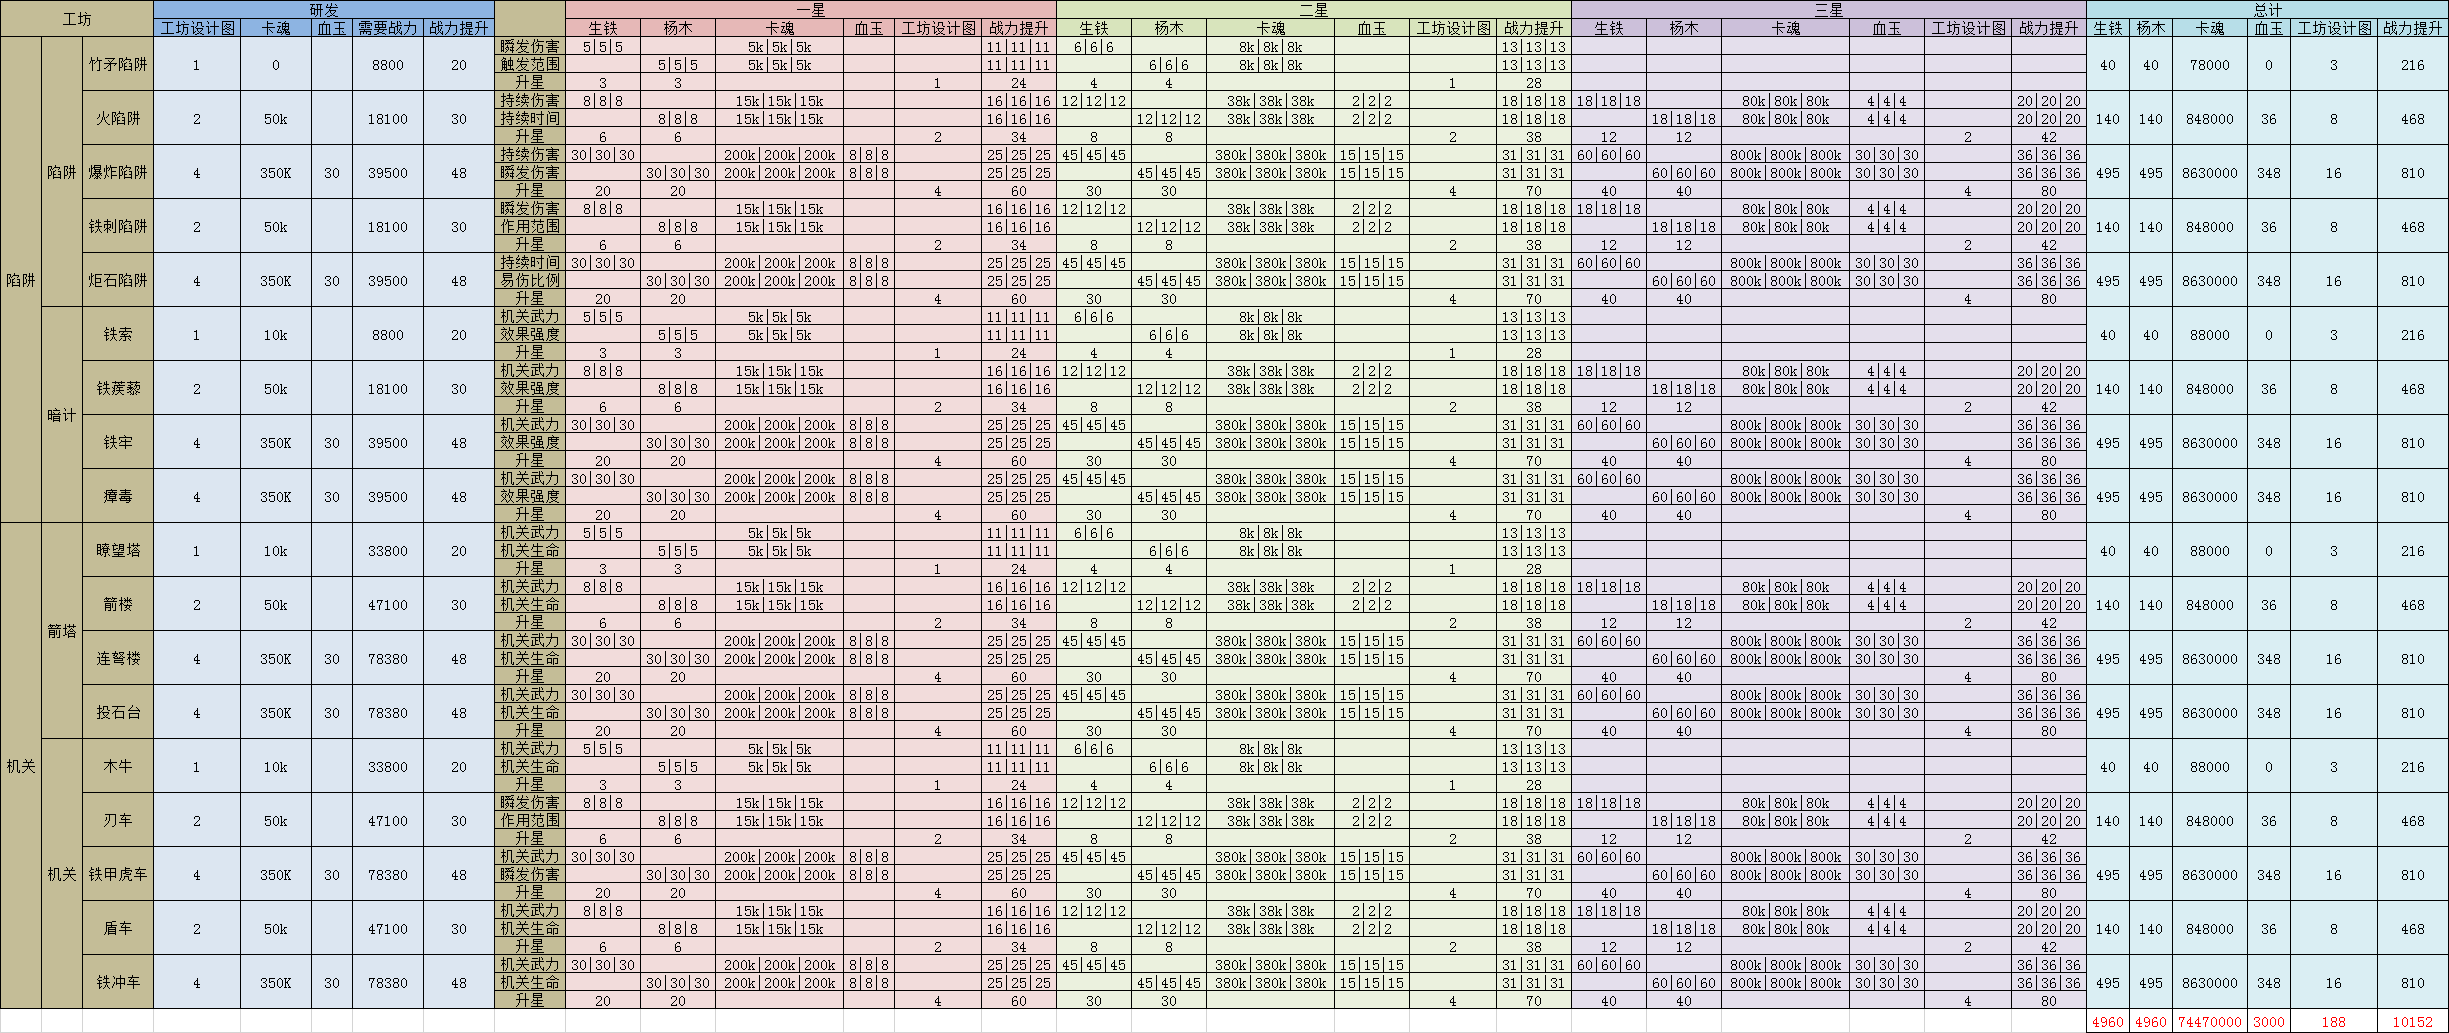 工坊 研发 一星 二星 三星 总计
工坊设计图 卡魂 血玉 需要战力 战力提升 生铁 杨木 卡魂 血玉 工坊设计图 战力提升 生铁 杨木 卡魂 血玉 工坊设计图 战力提升 生铁 杨木 卡魂 血玉 工坊设计图 战力提升 生铁 杨木 卡魂 血玉 工坊设计图 战力提升
瞬发伤害 5|5|5 5k|5k|5k 11|11|11 6|6|6 8k|8k|8k 13|13|13
竹矛陷阱 1 0 8800 20 触发范围 5|5|5 5k|5k|5k 11|11|11 6|6|6 8k|8k|8k 13|13|13 40 40 78000 0 3 216
升星 3 3 1 24 4 4 1 28
持续伤害 8|8|8 15k|15k|15k 16|16|16 12|12|12 38k|38k|38k 2|2|2 18|18|18 18|18|18 80k|80k|80k 4|4|4 20|20|20
火陷阱 2 50k 18100 30 持续时间 8|8|8 15k|15k|15k 16|16|16 12|12|12 38k|38k|38k 2|2|2 18|18|18 18|18|18 80k|80k|80k 4|4|4 20|20|20 140 140 848000 36 8 468
升星 6 6 2 34 8 8 2 38 12 12 2 42
持续伤害 30|30|30 200k|200k|200k 8|8|8 25|25|25 45|45|45 380k|380k|380k 15|15|15 31|31|31 60|60|60 800k|800k|800k 30|30|30 36|36|36
陷阱 爆炸陷阱 4 350K 30 39500 48 瞬发伤害 30|30|30 200k|200k|200k 8|8|8 25|25|25 45|45|45 380k|380k|380k 15|15|15 31|31|31 60|60|60 800k|800k|800k 30|30|30 36|36|36 495 495 8630000 348 16 810
升星 20 20 4 60 30 30 4 70 40 40 4 80
瞬发伤害 8|8|8 15k|15k|15k 16|16|16 12|12|12 38k|38k|38k 2|2|2 18|18|18 18|18|18 80k|80k|80k 4|4|4 20|20|20
铁刺陷阱 2 50k 18100 30 作用范围 8|8|8 15k|15k|15k 16|16|16 12|12|12 38k|38k|38k 2|2|2 18|18|18 18|18|18 80k|80k|80k 4|4|4 20|20|20 140 140 848000 36 8 468
升星 6 6 2 34 8 8 2 38 12 12 2 42
持续时间 30|30|30 200k|200k|200k 8|8|8 25|25|25 45|45|45 380k|380k|380k 15|15|15 31|31|31 60|60|60 800k|800k|800k 30|30|30 36|36|36
陷阱 炬石陷阱 4 350K 30 39500 48 易伤比例 30|30|30 200k|200k|200k 8|8|8 25|25|25 45|45|45 380k|380k|380k 15|15|15 31|31|31 60|60|60 800k|800k|800k 30|30|30 36|36|36 495 495 8630000 348 16 810
升星 20 20 4 60 30 30 4 70 40 40 4 80
机关武力 5|5|5 5k|5k|5k 11|11|11 6|6|6 8k|8k|8k 13|13|13
铁索 1 10k 8800 20 效果强度 5|5|5 5k|5k|5k 11|11|11 6|6|6 8k|8k|8k 13|13|13 40 40 88000 0 3 216
升星 3 3 1 24 4 4 1 28
机关武力 8|8|8 15k|15k|15k 16|16|16 12|12|12 38k|38k|38k 2|2|2 18|18|18 18|18|18 80k|80k|80k 4|4|4 20|20|20
铁蒺藜 2 50k 18100 30 效果强度 8|8|8 15k|15k|15k 16|16|16 12|12|12 38k|38k|38k 2|2|2 18|18|18 18|18|18 80k|80k|80k 4|4|4 20|20|20 140 140 848000 36 8 468
暗计 升星 6 6 2 34 8 8 2 38 12 12 2 42
机关武力 30|30|30 200k|200k|200k 8|8|8 25|25|25 45|45|45 380k|380k|380k 15|15|15 31|31|31 60|60|60 800k|800k|800k 30|30|30 36|36|36
铁牢 4 350K 30 39500 48 效果强度 30|30|30 200k|200k|200k 8|8|8 25|25|25 45|45|45 380k|380k|380k 15|15|15 31|31|31 60|60|60 800k|800k|800k 30|30|30 36|36|36 495 495 8630000 348 16 810
升星 20 20 4 60 30 30 4 70 40 40 4 80
机关武力 30|30|30 200k|200k|200k 8|8|8 25|25|25 45|45|45 380k|380k|380k 15|15|15 31|31|31 60|60|60 800k|800k|800k 30|30|30 36|36|36
瘴毒 4 350K 30 39500 48 效果强度 30|30|30 200k|200k|200k 8|8|8 25|25|25 45|45|45 380k|380k|380k 15|15|15 31|31|31 60|60|60 800k|800k|800k 30|30|30 36|36|36 495 495 8630000 348 16 810
升星 20 20 4 60 30 30 4 70 40 40 4 80
机关武力 5|5|5 5k|5k|5k 11|11|11 6|6|6 8k|8k|8k 13|13|13
瞭望塔 1 10k 33800 20 机关生命 5|5|5 5k|5k|5k 11|11|11 6|6|6 8k|8k|8k 13|13|13 40 40 88000 0 3 216
升星 3 3 1 24 4 4 1 28
机关武力 8|8|8 15k|15k|15k 16|16|16 12|12|12 38k|38k|38k 2|2|2 18|18|18 18|18|18 80k|80k|80k 4|4|4 20|20|20
箭楼 2 50k 47100 30 机关生命 8|8|8 15k|15k|15k 16|16|16 12|12|12 38k|38k|38k 2|2|2 18|18|18 18|18|18 80k|80k|80k 4|4|4 20|20|20 140 140 848000 36 8 468
箭塔 升星 6 6 2 34 8 8 2 38 12 12 2 42
机关武力 30|30|30 200k|200k|200k 8|8|8 25|25|25 45|45|45 380k|380k|380k 15|15|15 31|31|31 60|60|60 800k|800k|800k 30|30|30 36|36|36
连弩楼 4 350K 30 78380 48 机关生命 30|30|30 200k|200k|200k 8|8|8 25|25|25 45|45|45 380k|380k|380k 15|15|15 31|31|31 60|60|60 800k|800k|800k 30|30|30 36|36|36 495 495 8630000 348 16 810
升星 20 20 4 60 30 30 4 70 40 40 4 80
机关武力 30|30|30 200k|200k|200k 8|8|8 25|25|25 45|45|45 380k|380k|380k 15|15|15 31|31|31 60|60|60 800k|800k|800k 30|30|30 36|36|36
投石台 4 350K 30 78380 48 机关生命 30|30|30 200k|200k|200k 8|8|8 25|25|25 45|45|45 380k|380k|380k 15|15|15 31|31|31 60|60|60 800k|800k|800k 30|30|30 36|36|36 495 495 8630000 348 16 810
升星 20 20 4 60 30 30 4 70 40 40 4 80
机关武力 5|5|5 5k|5k|5k 11|11|11 6|6|6 8k|8k|8k 13|13|13
机关 木牛 1 10k 33800 20 机关生命 5|5|5 5k|5k|5k 11|11|11 6|6|6 8k|8k|8k 13|13|13 40 40 88000 0 3 216
升星 3 3 1 24 4 4 1 28
瞬发伤害 8|8|8 15k|15k|15k 16|16|16 12|12|12 38k|38k|38k 2|2|2 18|18|18 18|18|18 80k|80k|80k 4|4|4 20|20|20
刃车 2 50k 47100 30 作用范围 8|8|8 15k|15k|15k 16|16|16 12|12|12 38k|38k|38k 2|2|2 18|18|18 18|18|18 80k|80k|80k 4|4|4 20|20|20 140 140 848000 36 8 468
升星 6 6 2 34 8 8 2 38 12 12 2 42
机关武力 30|30|30 200k|200k|200k 8|8|8 25|25|25 45|45|45 380k|380k|380k 15|15|15 31|31|31 60|60|60 800k|800k|800k 30|30|30 36|36|36
机关 铁甲虎车 4 350K 30 78380 48 瞬发伤害 30|30|30 200k|200k|200k 8|8|8 25|25|25 45|45|45 380k|380k|380k 15|15|15 31|31|31 60|60|60 800k|800k|800k 30|30|30 36|36|36 495 495 8630000 348 16 810
升星 20 20 4 60 30 30 4 70 40 40 4 80
机关武力 8|8|8 15k|15k|15k 16|16|16 12|12|12 38k|38k|38k 2|2|2 18|18|18 18|18|18 80k|80k|80k 4|4|4 20|20|20
盾车 2 50k 47100 30 机关生命 8|8|8 15k|15k|15k 16|16|16 12|12|12 38k|38k|38k 2|2|2 18|18|18 18|18|18 80k|80k|80k 4|4|4 20|20|20 140 140 848000 36 8 468
升星 6 6 2 34 8 8 2 38 12 12 2 42
机关武力 30|30|30 200k|200k|200k 8|8|8 25|25|25 45|45|45 380k|380k|380k 15|15|15 31|31|31 60|60|60 800k|800k|800k 30|30|30 36|36|36
铁冲车 4 350K 30 78380 48 机关生命 30|30|30 200k|200k|200k 8|8|8 25|25|25 45|45|45 380k|380k|380k 15|15|15 31|31|31 60|60|60 800k|800k|800k 30|30|30 36|36|36 495 495 8630000 348 16 810
升星 20 20 4 60 30 30 4 70 40 40 4 80
4960 4960 74470000 3000 188 10152